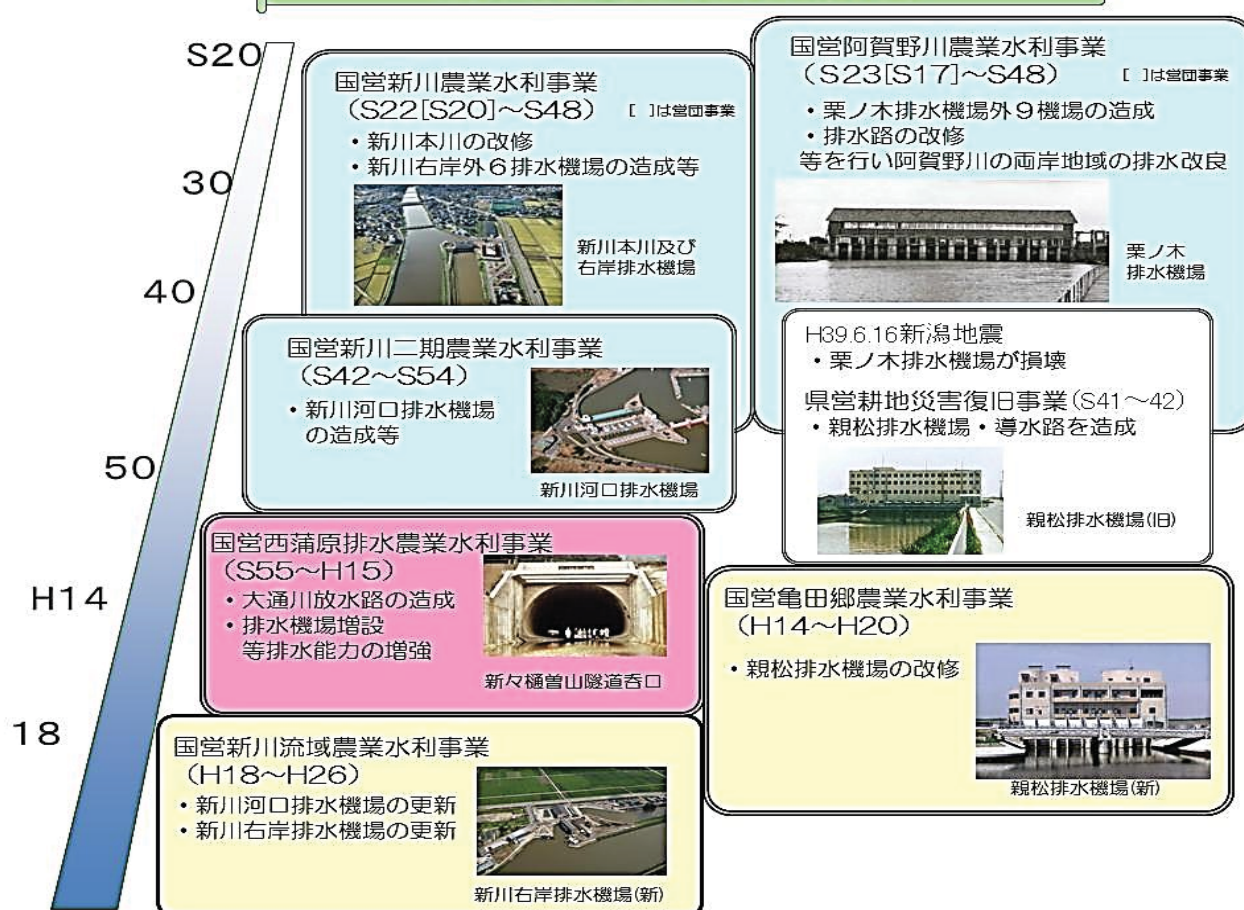 S20
30
40
50
H14
18
国営新川農業水利事業
(S22[S20]～S48) [ ]は営団事業
・新川本川の改修
・新川右岸外6排水機場の造成等
新川本川及び
右岸排水機場
国営阿賀野川農業水利事業
(S23[S17]～S48) [ ]は営団事業
・栗ノ木排水機場外9機場の造成
・排水路の改修
等を行い阿賀野川の両岸地域の排水改良
栗ノ木
排水機場
国営新川二期農業水利事業
(S42～S54)
・新川河口排水機場
の造成等
新川河口排水機場
H39.6.16新潟地震
・栗ノ木排水機場が損壊
県営耕地災害復旧事業(S41～42)
・親松排水機場・導水路を造成
親松排水機場(旧)
国営西蒲原排水農業水利事業
(S55～H15)
・大通川放水路の造成
・排水機場増設
等排水能力の増強
新々樋曽山隧道呑口
国営亀田郷農業水利事業
(H14～H20)
・親松排水機場の改修
親松排水機場(新)
国営新川流域農業水利事業
(H18～H26)
・新川河口排水機場の更新
・新川右岸排水機場の更新
新川右岸排水機場(新)